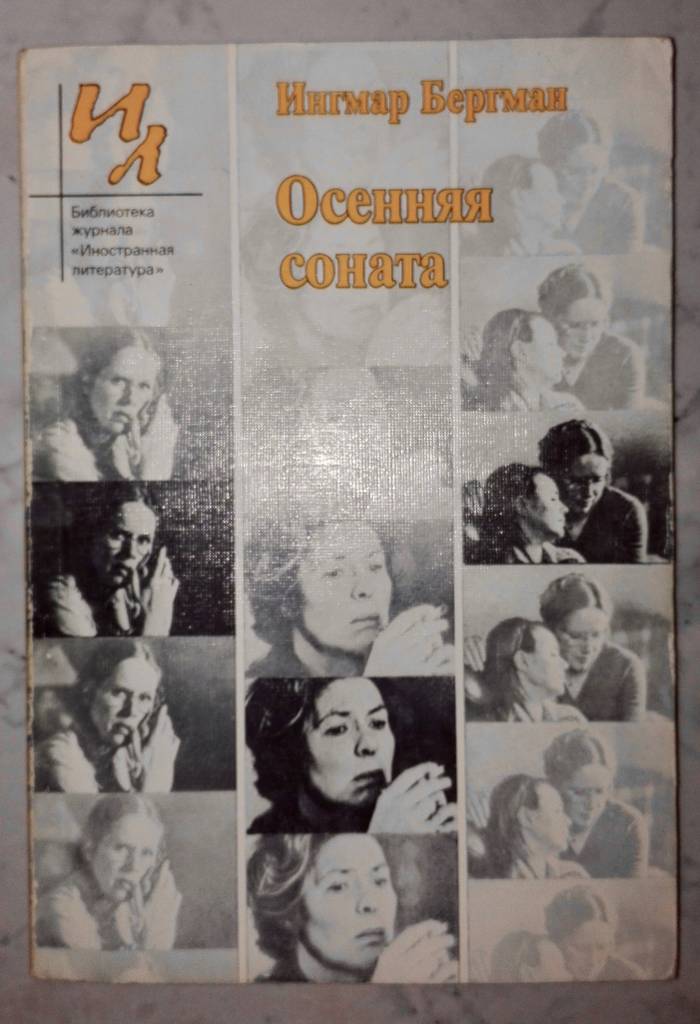 ИЛ
Библиотека
журнала
«Иностранная
литература»
Ингмар Бергман
Осенняя
соната